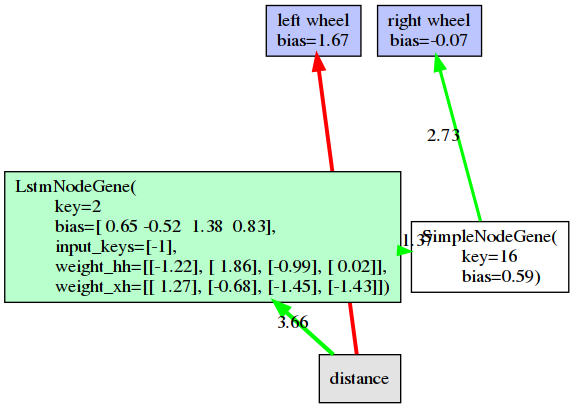 left wheel
bias=1.67
right wheel
bias=-0.07
2.73
LstmNodeGene(
key=2
bias=[ 0.65 -0.52 1.38 0.83],
input_keys=[-1],
weight_hh=[[-1.22], [ 1.86], [-0.99], [ 0.02]],
weight_xh=[[ 1.27], [-0.68], [-1.45], [-1.43]])
SimpleNodeGene(
key=16
bias=0.59)
3.66
distance